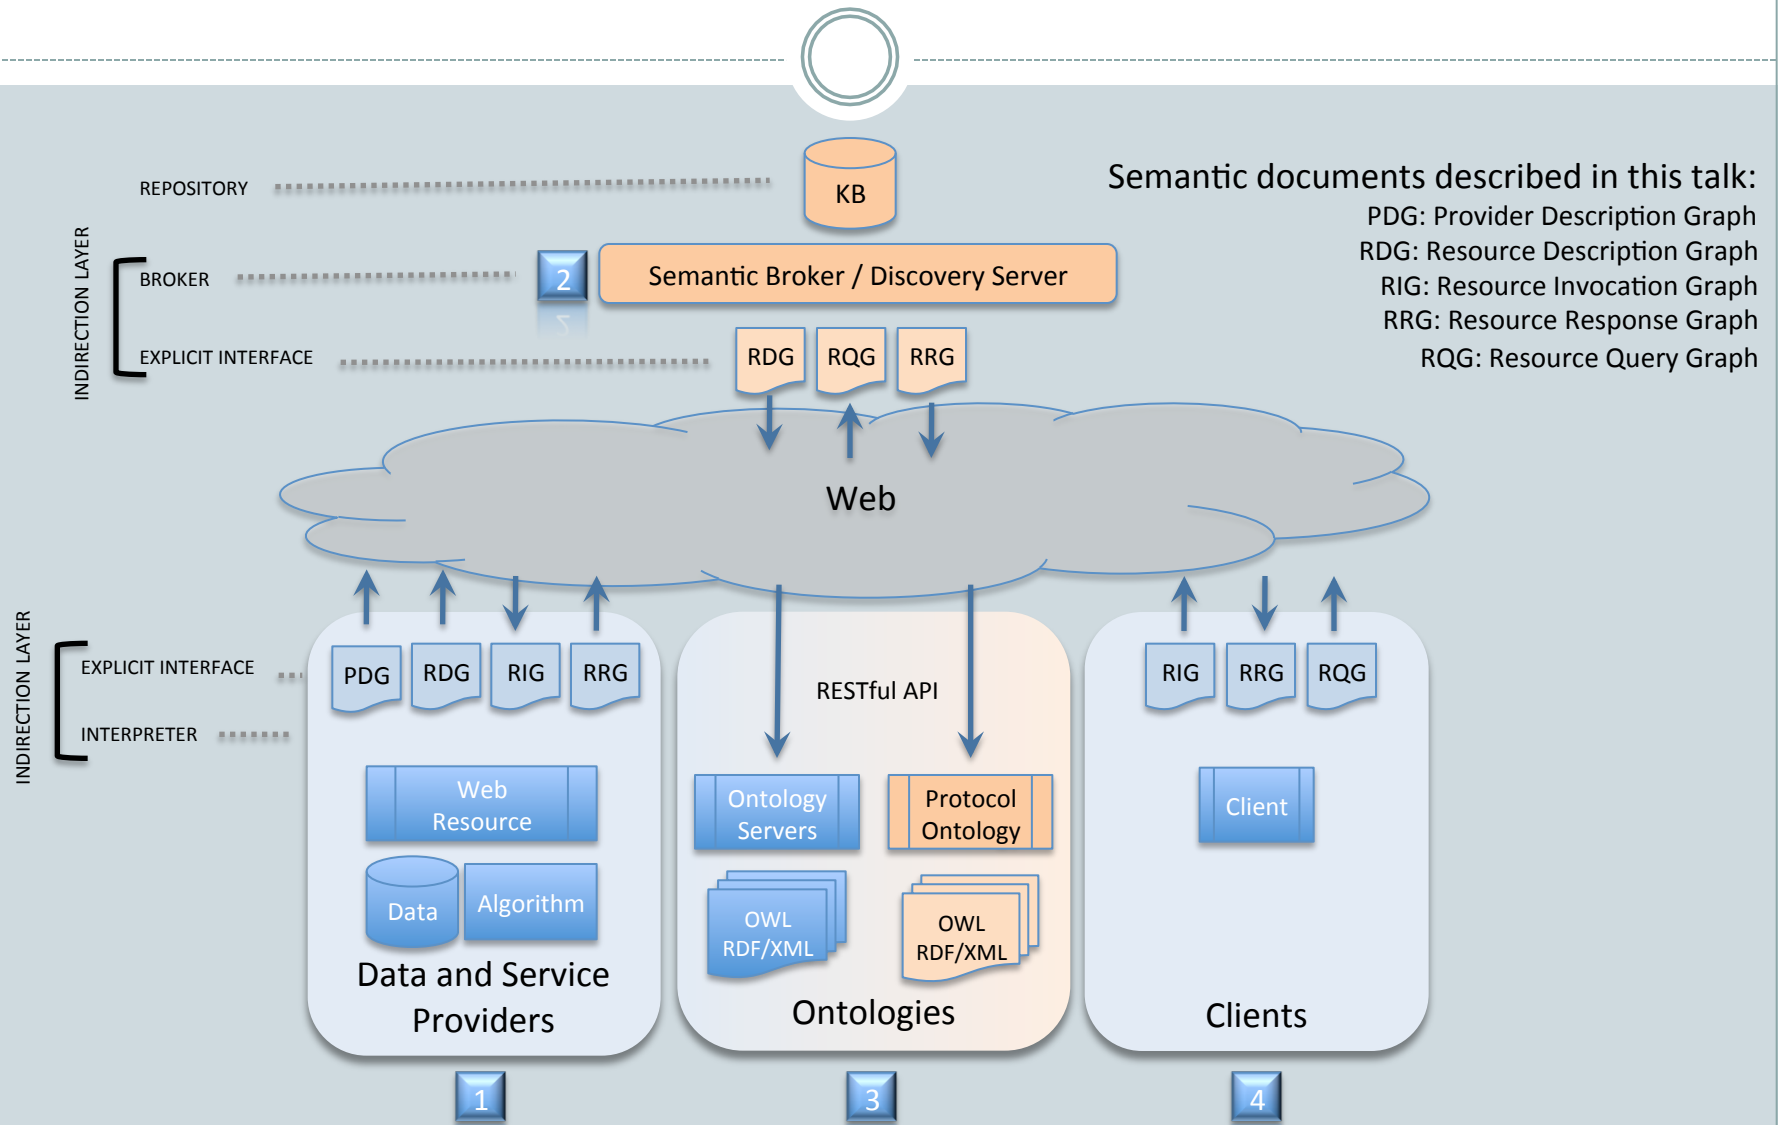 KB
REPOSITORY
Semantic documents described in this talk:
PDG: Provider Description Graph
RDG: Resource Description Graph
RIG: Resource Invocation Graph
RRG: Resource Response Graph
RQG: Resource Query Graph
INDIRECTION LAYER
BROKER
2
Semantic Broker / Discovery Server
EXPLICIT INTERFACE
RDG
RQG
RRG
Web
INDIRECTION LAYER
EXPLICIT INTERFACE
INTERPRETER
PDG
RDG
RIG
RRG
Web
Resource
Data
Algorithm
Data and Service
Providers
1
RESTful API
Ontology
Servers
Protocol
Ontology
OWL
RDF/XML
OWL
RDF/XML
Ontologies
3
RIG
RRG
RQG
Client
Clients
4